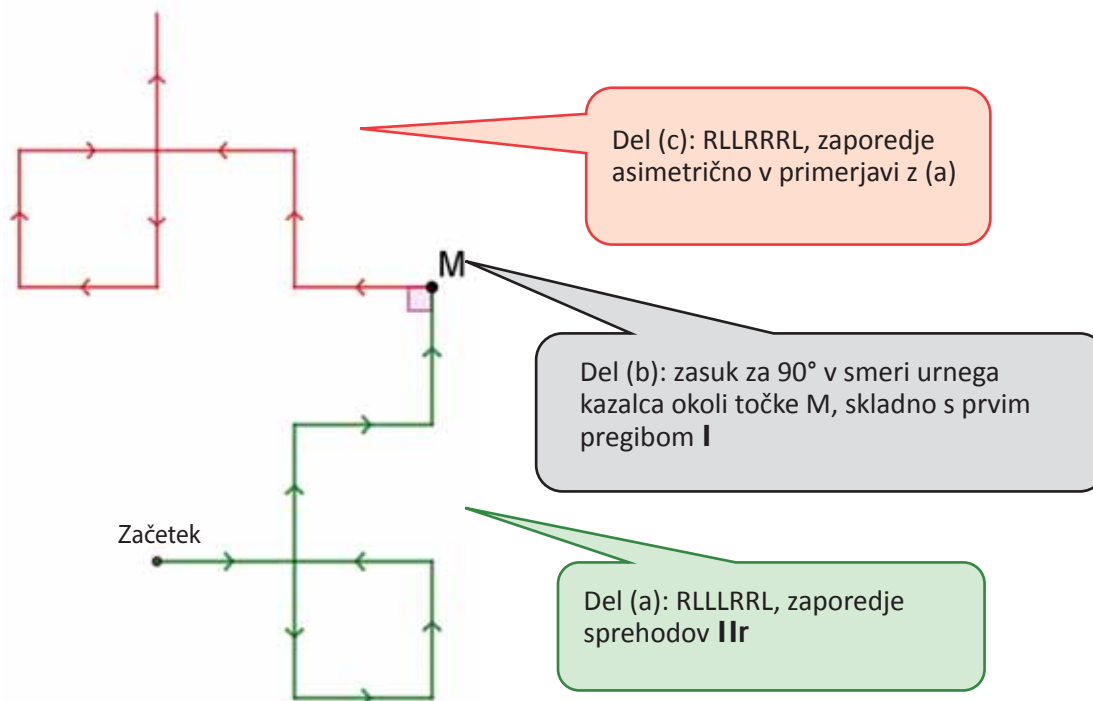 Del (c): RLLRRRL, zaporedje
asimetrično v primerjavi z (a)
M
Del (b): zasuk za 90° v smeri urnega
kazalca okoli točke M, skladno s prvim
pregibom l
Začetek
Del (a): RLLLRRL, zaporedje
sprehodov llr